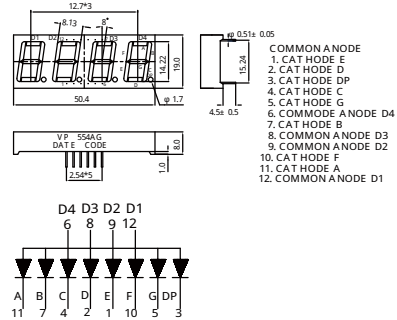 12.7*3
8.13
8°
φ 0.51± 0.05
D1 D2 D3 D4
14.22
19.0
15.24
50.4
φ 1.7
4.5± 0.5
COMMON ANODE
1. CATHODE E
2. CATHODE D
3. CATHODE DP
4. CATHODE C
5. CATHODE G
6. COMMODE ANODE D4
7. CATHODE B
8. COMMON ANODE D3
9. COMMON ANODE D2
10. CATHODE F
11. CATHODE A
12. COMMON ANODE D1
VP 554AG
DATE CODE
8.0
1.0
2.54*5
D4 D3 D2 D1
6 8 9 12
A B C D E F G DP
11 7 4 2 1 10 5 3